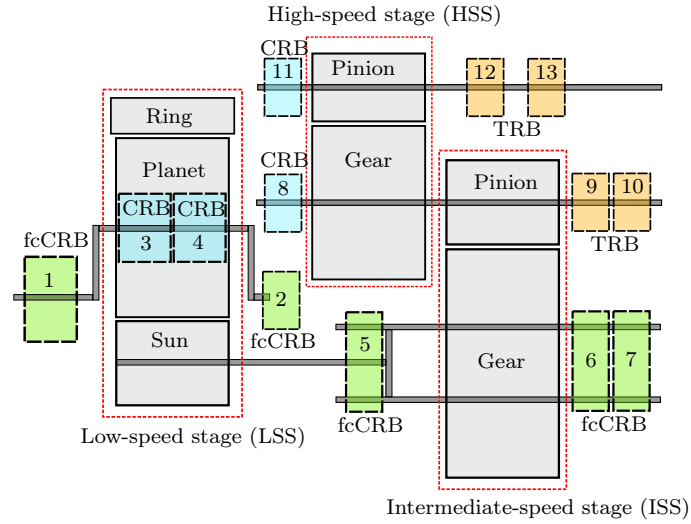 High-speed stage (HSS)
CRB
11
Pinion
12
13
TRB
Ring
Planet
CRB
CRB
3
4
Gear
CRB
8
Pinion
9
10
TRB
fcCRB
1
2
fcCRB
Sun
5
fcCRB
Gear
6
7
fcCRB
Low-speed stage (LSS)
Intermediate-speed stage (ISS)